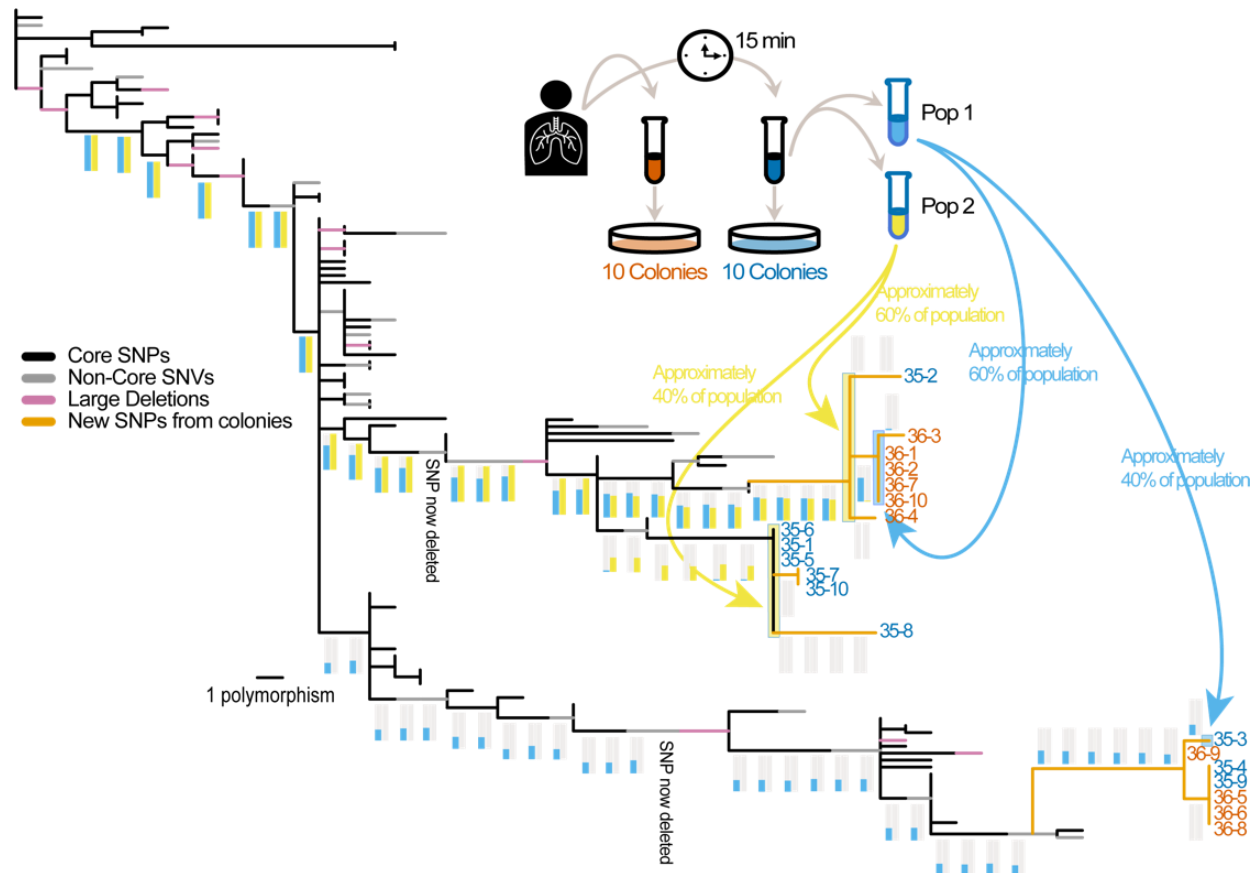 15 min
Pop 1
Pop 2
10 Colonies
10 Colonies
Approximately
60% of population
Approximately
60% of population
Approximately
40% of population
Approximately
40% of population
Core SNPs
Non-Core SNVs
Large Deletions
New SNPs from colonies
35-2
36-3
36-1
36-2
36-7
36-10
36-4
SNP now deleted
35-6
35-1
35-5
35-7
35-10
35-8
1 polymorphism
SNP now deleted
35-3
36-9
35-4
35-9
36-5
36-6
36-8